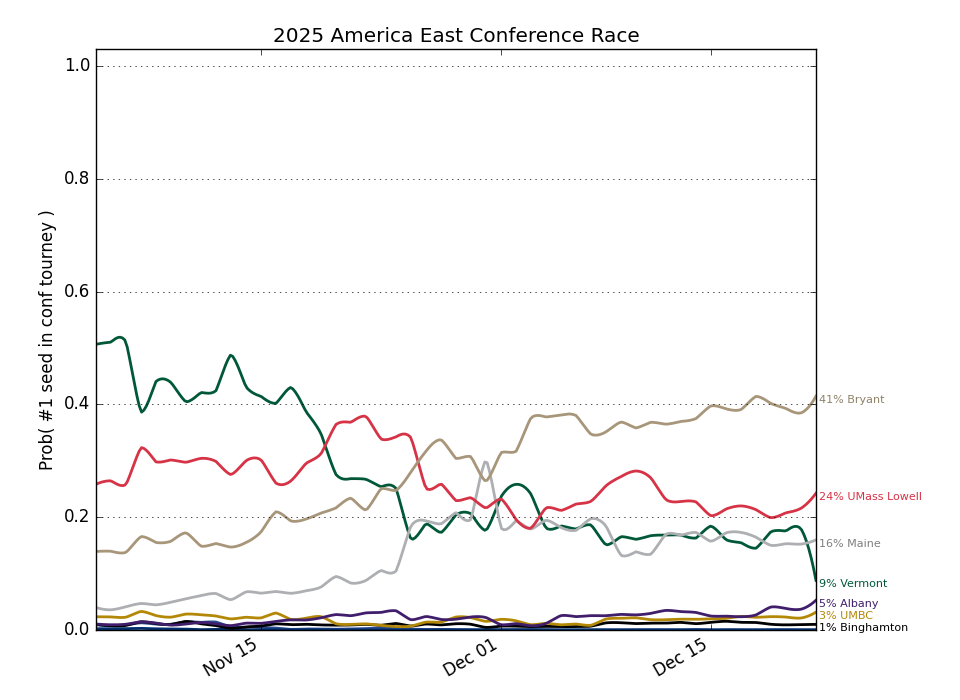 2025 America East Conference Race
Prob( #1 seed in conf tourney )
1.0
0.8
0.6
0.4
0.2
0.0
Nov 15
Dec 01
Dec 15
41% Bryant
24% UMass Lowell
16% Maine
9% Vermont
5% Albany
3% UMBC
1% Binghamton